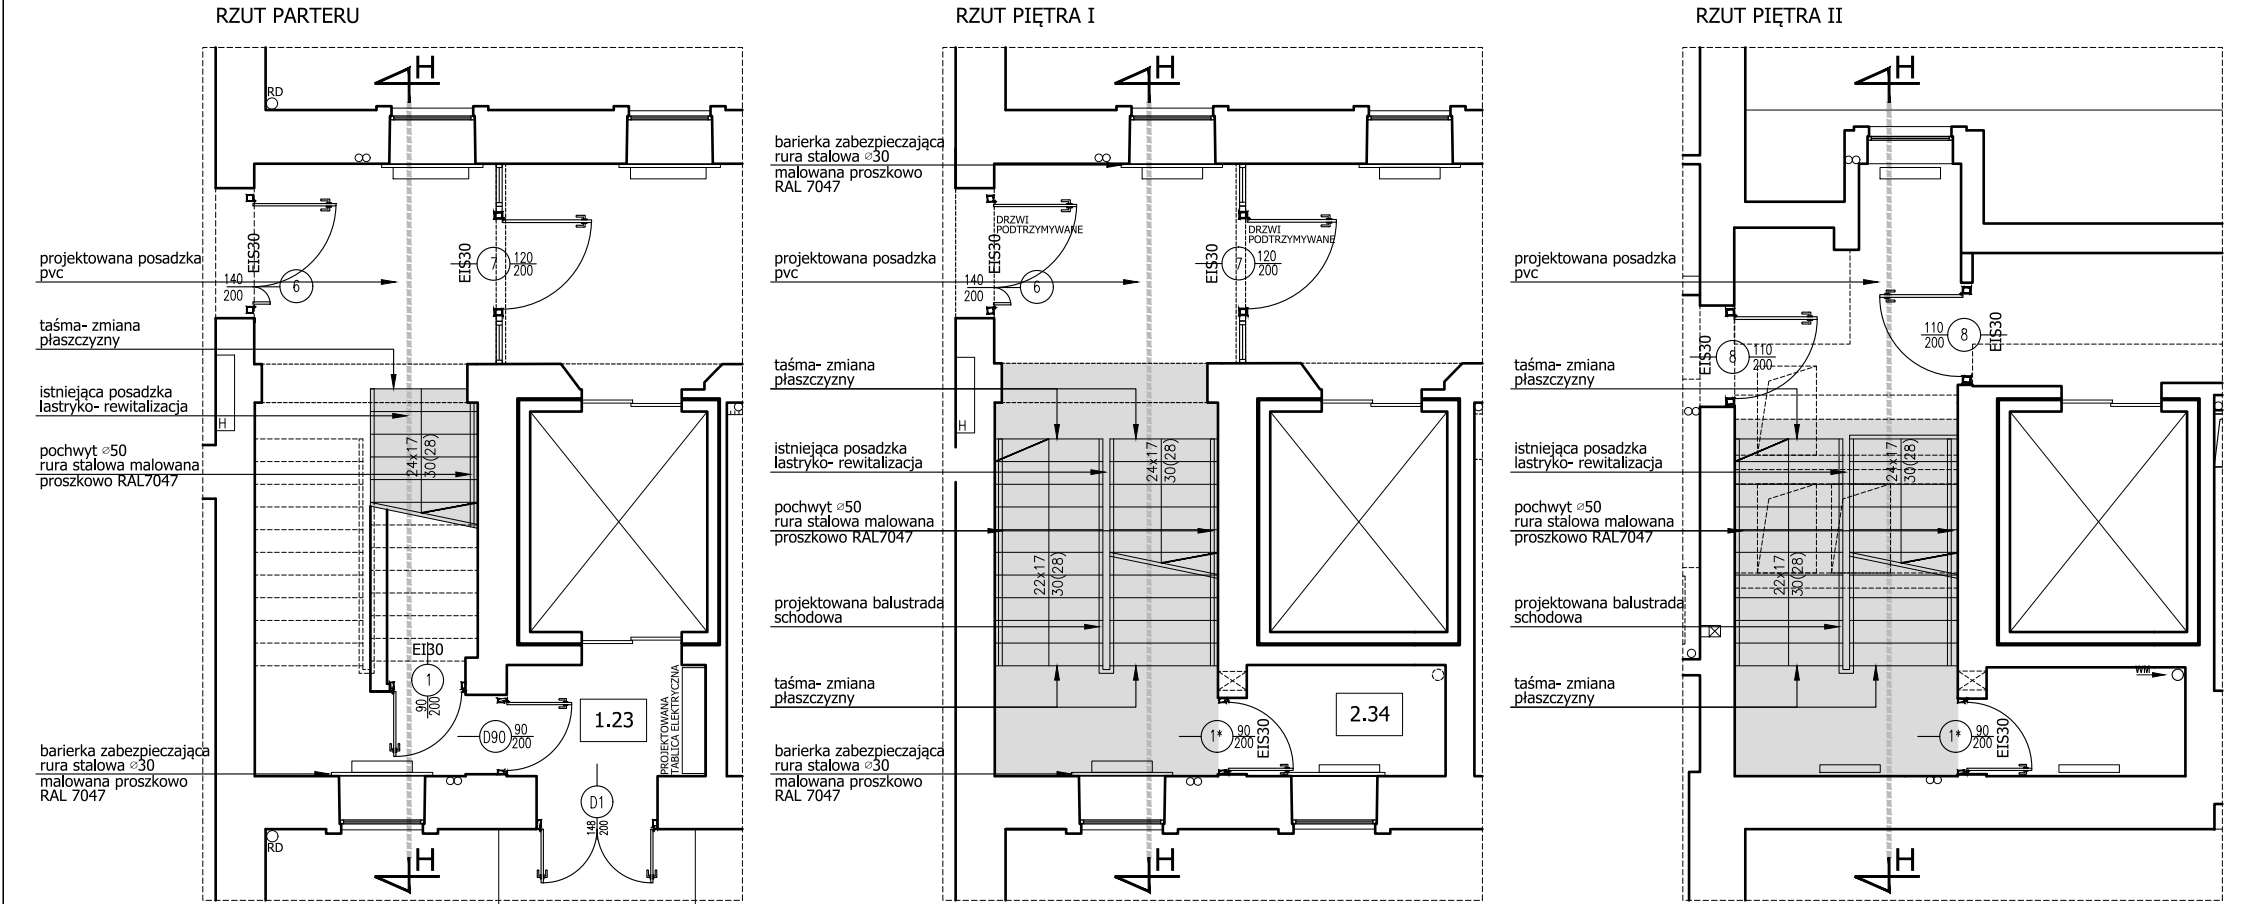 RZUT PARTERU
H
RD
EIS30
140
200
6
EIS30
7
120
200
projektowana posadzka
pvc
taśma- zmiana
płaszczyzny
istniejąca posadzka
lastryko- rewitalizacja
H
24x17
30(28)
pochwyt ⌀50
rura stalowa malowana
proszkowo RAL7047
EI30
1
90
200
D90
90
200
1.23
PROJEKTOWANA
TABLICA ELEKTRYCZNA
barierka zabezpieczająca
rura stalowa ⌀30
malowana proszkowo
RAL 7047
D1
148
200
RD
H
RZUT PIĘTRA I
H
barierka zabezpieczająca
rura stalowa ⌀30
malowana proszkowo
RAL 7047
DRZWI
PODTRZYMYWANE
DRZWI
PODTRZYMYWANE
EIS30
140
200
6
EIS30
7
120
200
projektowana posadzka
pvc
taśma- zmiana
płaszczyzny
H
istniejąca posadzka
lastryko- rewitalizacja
24x17
30(28)
pochwyt ⌀50
rura stalowa malowana
proszkowo RAL7047
22x17
30(28)
projektowana balustrada
schodowa
taśma- zmiana
płaszczyzny
1*
90
200
EIS30
2.34
barierka zabezpieczająca
rura stalowa ⌀30
malowana proszkowo
RAL 7047
H
RZUT PIĘTRA II
H
projektowana posadzka
pvc
110
200
8
EIS30
EIS30
8
110
200
taśma- zmiana
płaszczyzny
istniejąca posadzka
lastryko- rewitalizacja
24x17
30(28)
pochwyt ⌀50
rura stalowa malowana
proszkowo RAL7047
22x17
30(28)
projektowana balustrada
schodowa
taśma- zmiana
płaszczyzny
WM
1*
90
200
EIS30
H